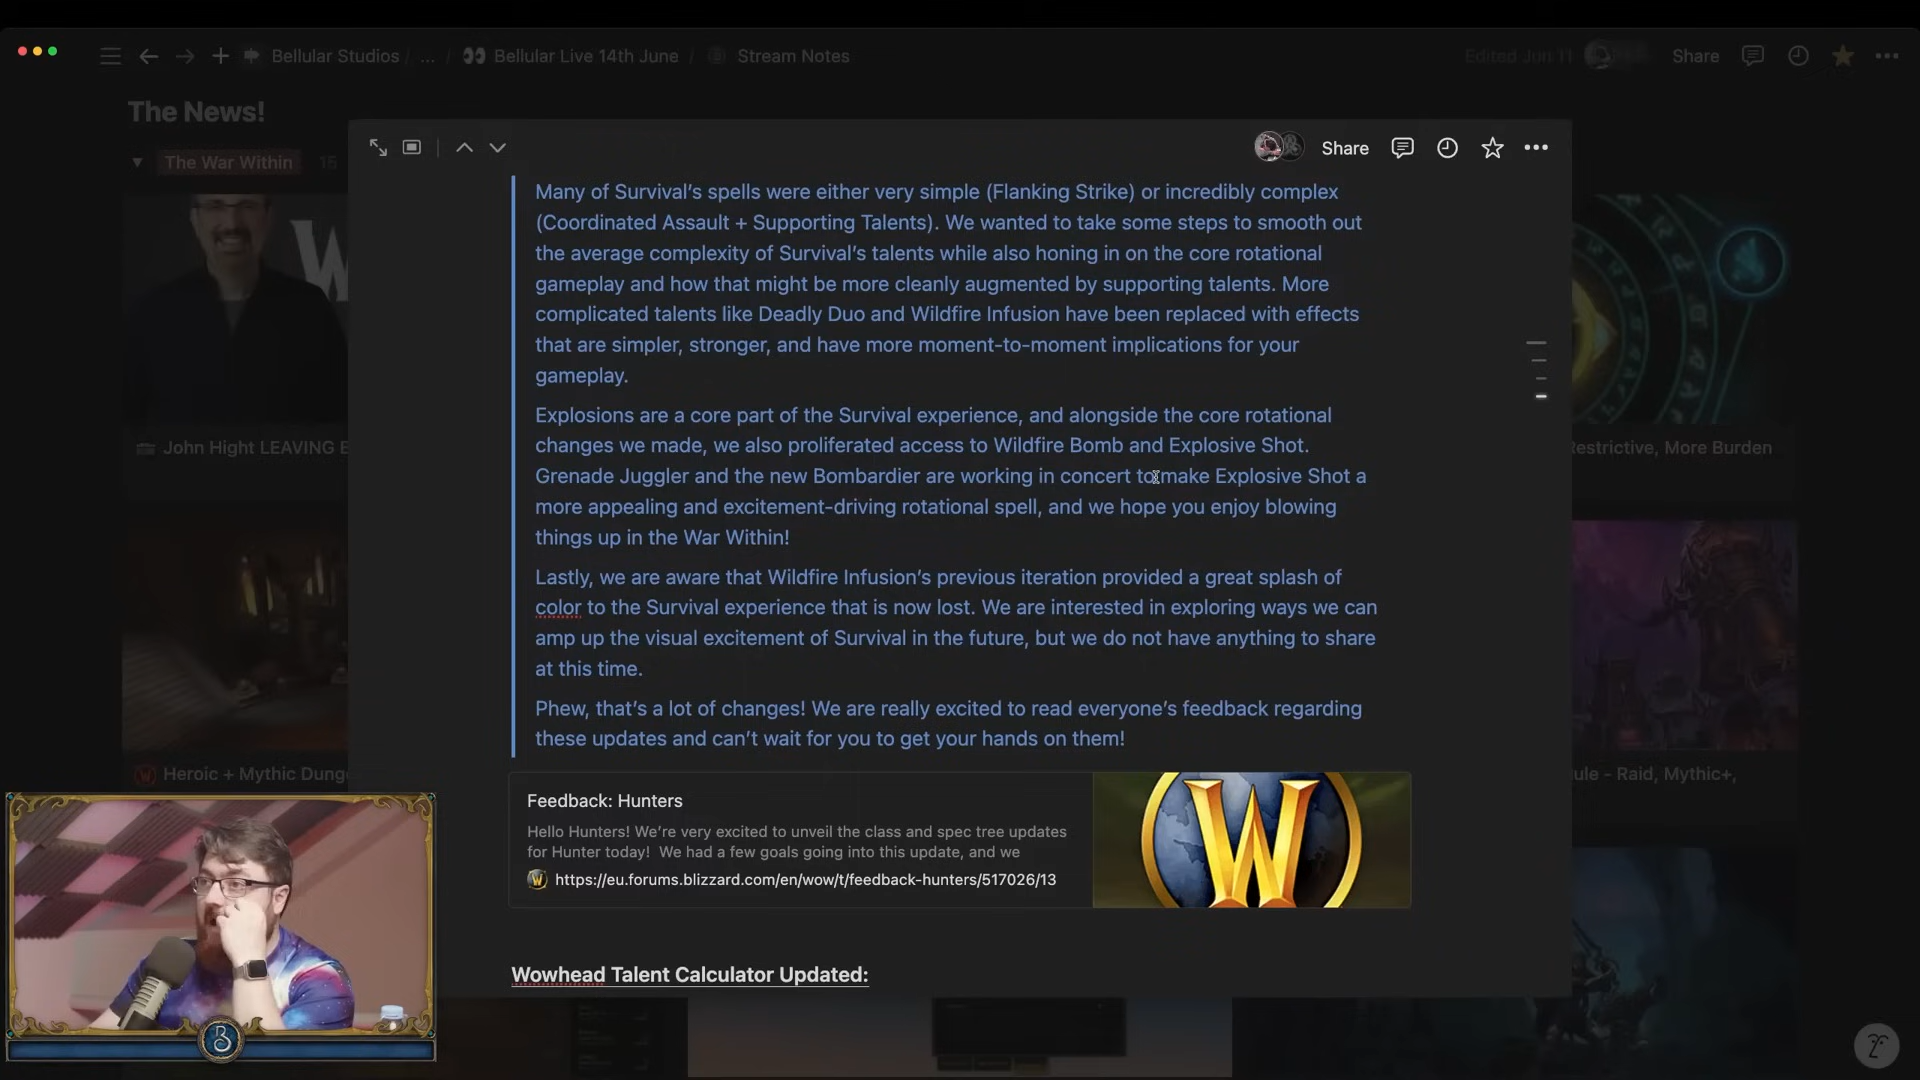 Bellular Studios / ... / 👀 Bellular Live 14th June / Stream Notes
Edited Jun 11
Share
The News!
The War Within 15
Share
Many of Survival’s spells were either very simple (Flanking Strike) or incredibly complex
(Coordinated Assault + Supporting Talents). We wanted to take some steps to smooth out
the average complexity of Survival’s talents while also honing in on the core rotational
gameplay and how that might be more cleanly augmented by supporting talents. More
complicated talents like Deadly Duo and Wildfire Infusion have been replaced with effects
that are simpler, stronger, and have more moment-to-moment implications for your
gameplay.
Explosions are a core part of the Survival experience, and alongside the core rotational
changes we made, we also proliferated access to Wildfire Bomb and Explosive Shot.
Grenade Juggler and the new Bombardier are working in concert to make Explosive Shot a
more appealing and excitement-driving rotational spell, and we hope you enjoy blowing
things up in the War Within!
Lastly, we are aware that Wildfire Infusion’s previous iteration provided a great splash of
color to the Survival experience that is now lost. We are interested in exploring ways we can
amp up the visual excitement of Survival in the future, but we do not have anything to share
at this time.
Phew, that’s a lot of changes! We are really excited to read everyone’s feedback regarding
these updates and can’t wait for you to get your hands on them!
John Hight LEAVING
Restrictive, More Burden
Heroic + Mythic
- Raid, Mythic+,
Feedback: Hunters
Hello Hunters! We’re very excited to unveil the class and spec tree updates
for Hunter today! We had a few goals going into this update, and we
https://eu.forums.blizzard.com/en/wow/t/feedback-hunters/517026/13
W
Wowhead Talent Calculator Updated:
B